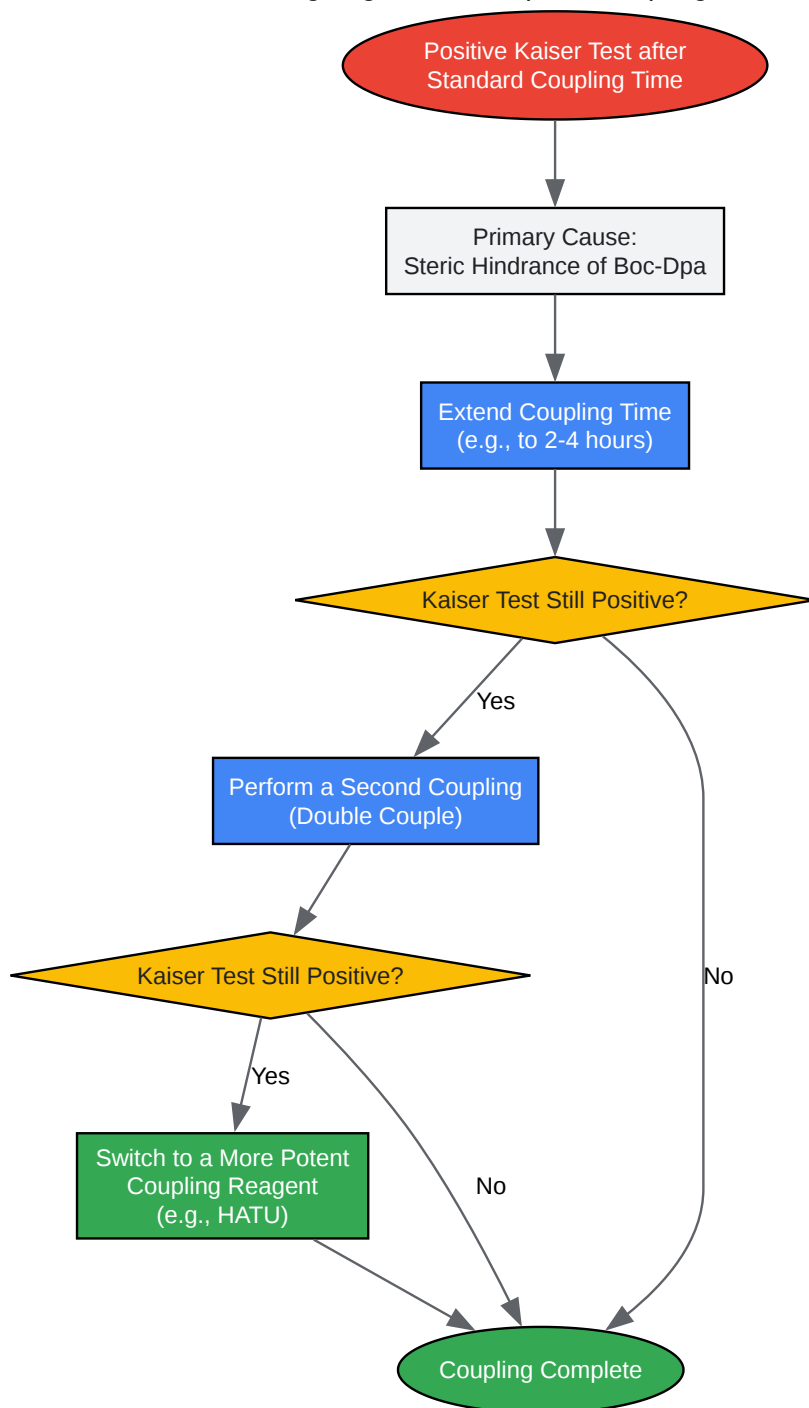 Positive Kaiser Test after
Standard Coupling Time
Primary Cause:
Steric Hindrance of Boc-Dpa
Extend Coupling Time
(e.g., to 2-4 hours)
Kaiser Test Still Positive?
Yes
Perform a Second Coupling
(Double Couple)
Kaiser Test Still Positive?
No
Yes
Switch to a More Potent
Coupling Reagent
(e.g., HATU)
No
Coupling Complete